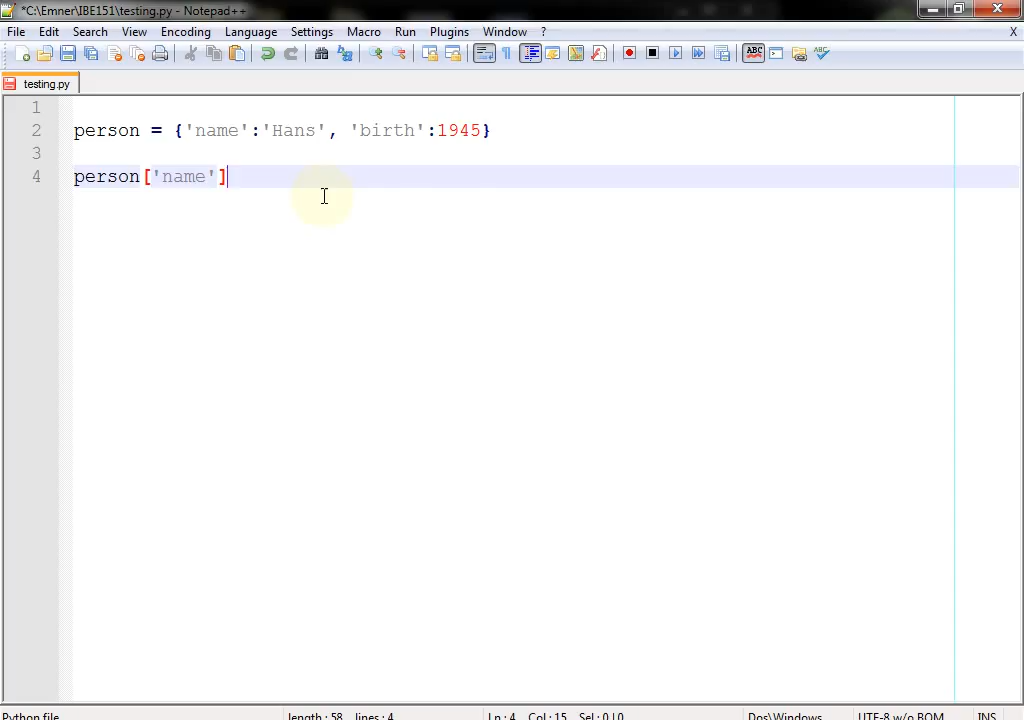 *C:\Emner\IBE151\testing.py - Notepad++
File Edit Search View Encoding Language Settings Macro Run Plugins Window ? X
ABC ABC
testing.py
1
2 person = {'name':'Hans', 'birth':1945}
3
4 person['name']
Python file length : 58 lines : 4 Ln : 4 Col : 15 Sel : 0 | 0 Dos\Windows UTF-8 w/o BOM INS